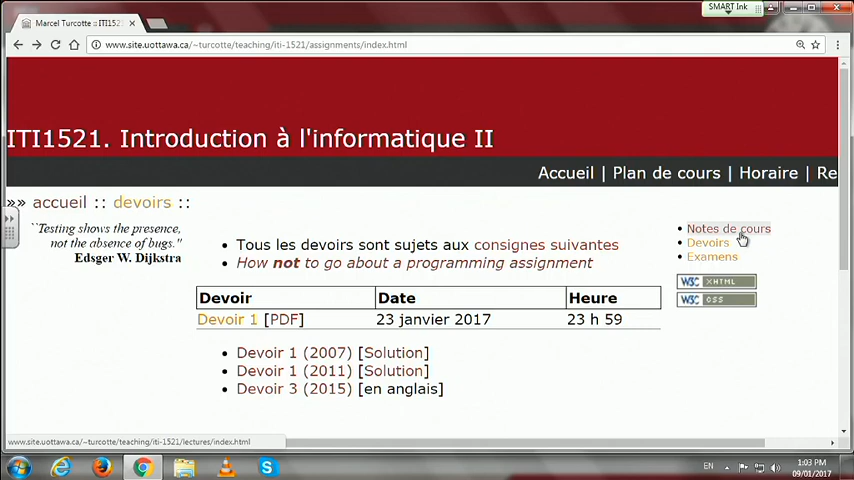 SMART Ink
Marcel Turcotte :: ITI1521
www.site.uottawa.ca/~turcotte/teaching/iti-1521/assignments/index.html
ITI1521. Introduction à l'informatique II
Accueil | Plan de cours | Horaire | Re
»» accueil :: devoirs ::
``Testing shows the presence,
not the absence of bugs.''
Edsger W. Dijkstra
• Tous les devoirs sont sujets aux consignes suivantes
• How not to go about a programming assignment
Devoir Date Heure
Devoir 1 [PDF] 23 janvier 2017 23 h 59
• Devoir 1 (2007) [Solution]
• Devoir 1 (2011) [Solution]
• Devoir 3 (2015) [en anglais]
• Notes de cours
• Devoirs
• Examens
W3C XHTML
W3C CSS
www.site.uottawa.ca/~turcotte/teaching/iti-1521/lectures/index.html
EN
1:03 PM
09/01/2017